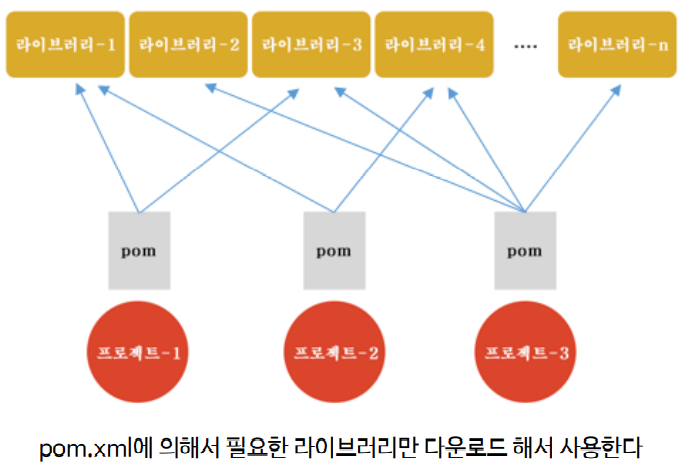 라이브러리-1 라이브러리-2 라이브러리-3 라이브러리-4 .... 라이브러리-n
pom pom pom
프로젝트-1 프로젝트-2 프로젝트-3
pom.xml에 의해서 필요한 라이브러리만 다운로드 해서 사용한다